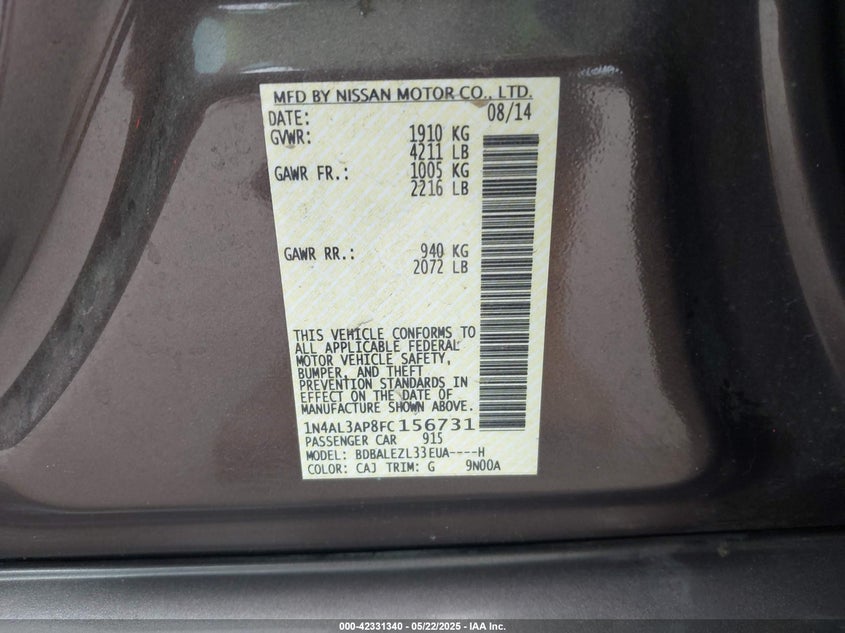 MFD BY NISSAN MOTOR CO., LTD.
DATE: 08/14
GVWR: 1910 KG
4211 LB
GAWR FR.: 1005 KG
2216 LB
GAWR RR.: 940 KG
2072 LB
THIS VEHICLE CONFORMS TO
ALL APPLICABLE FEDERAL
MOTOR VEHICLE SAFETY,
BUMPER, AND THEFT
PREVENTION STANDARDS IN
EFFECT ON THE DATE OF
MANUFACTURE SHOWN ABOVE.
1N4AL3AP8FC156731
PASSENGER CAR 915
MODEL: BDBALEZL33EUA----H
COLOR: CAJ TRIM: G 9N00A
000-42331340 - 05/22/2025 - IAA Inc.